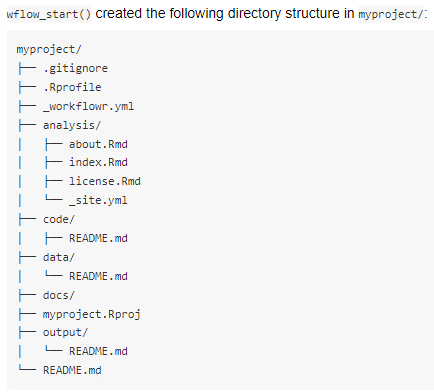 wflow_start() created the following directory structure in myproject/:
myproject/
├── .gitignore
├── .Rprofile
├── _workflowr.yml
├── analysis/
│   ├── about.Rmd
│   ├── index.Rmd
│   ├── license.Rmd
│   └── _site.yml
├── code/
│   ├── README.md
├── data/
│   └── README.md
├── docs/
├── myproject.Rproj
├── output/
│   └── README.md
└── README.md